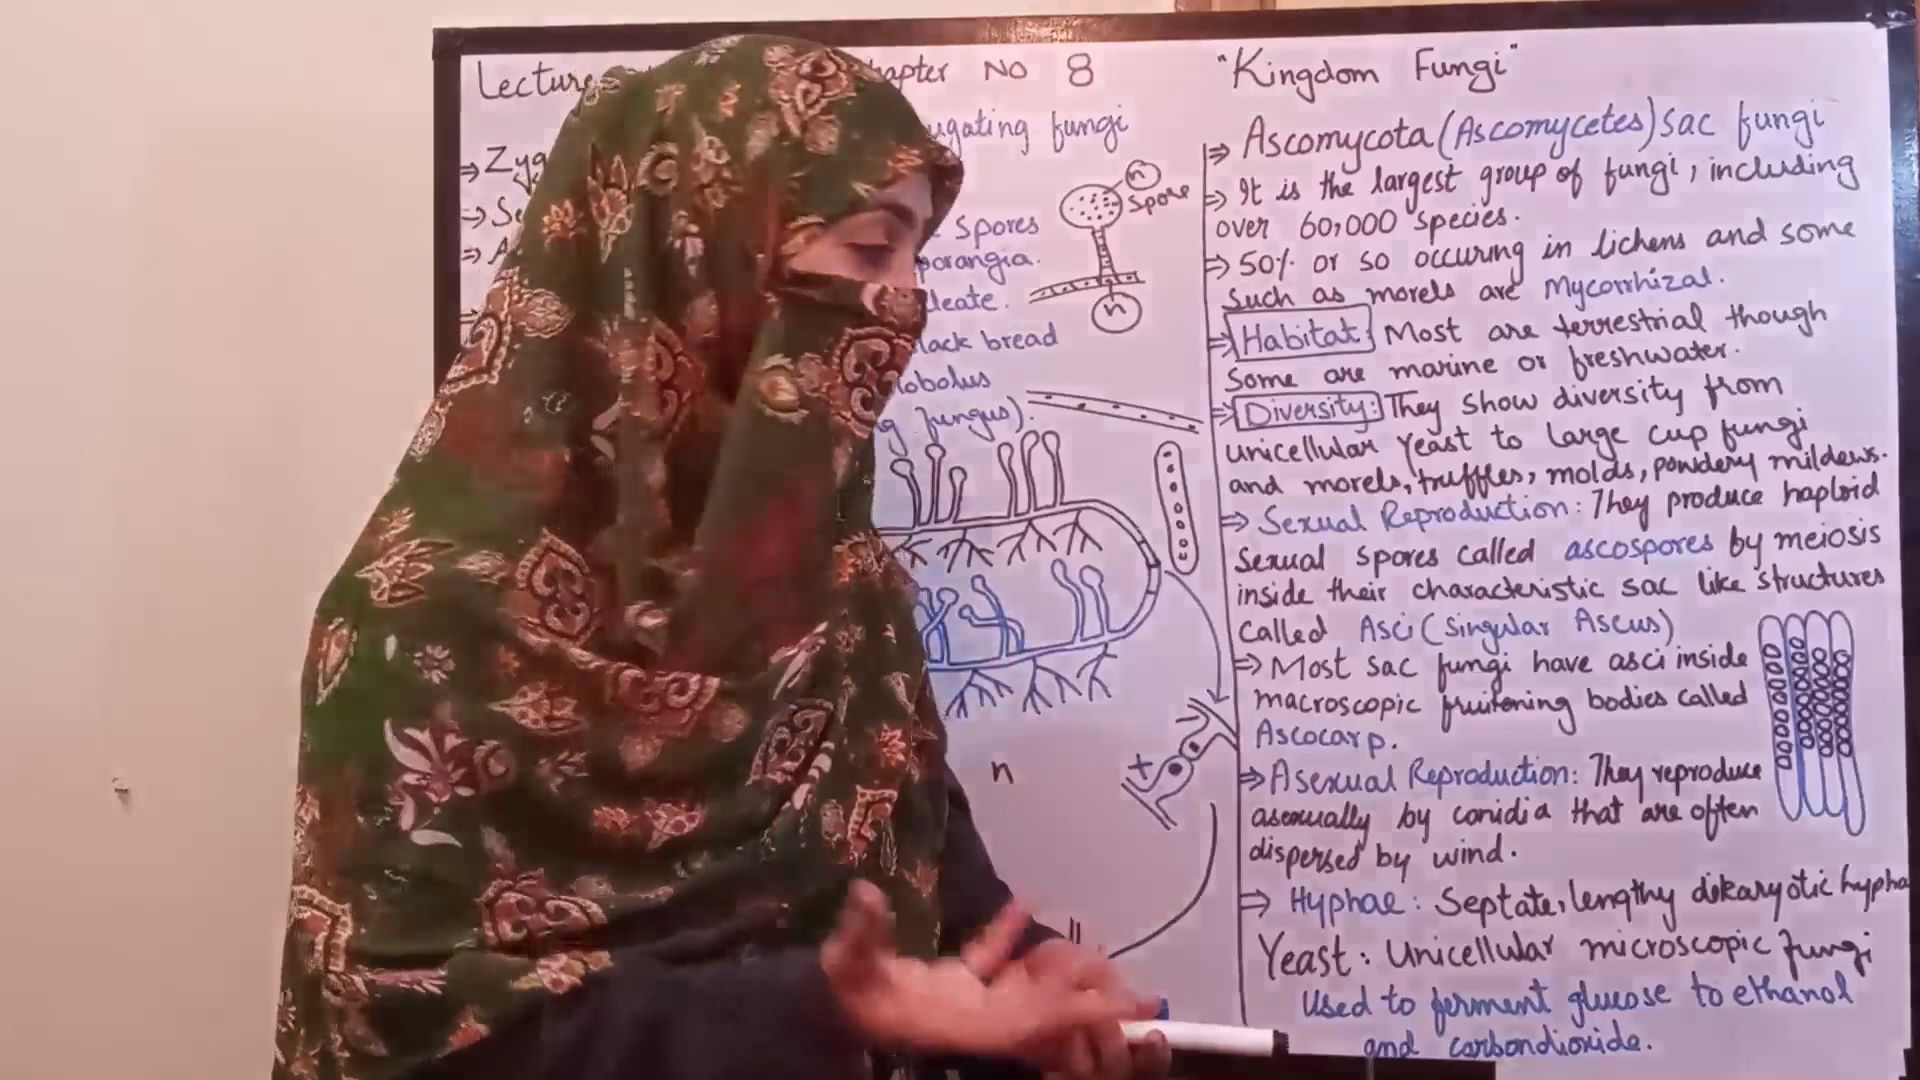 Lecture
apter No 8
"Kingdom Fungi"
ugating fungi
⇒ Zyg
⇒ Se
Spores
⇒ A
porangia.
leate.
lack bread
lobolus
g fungus).
n
Spore
n
n
+
⇒ Ascomycota (Ascomycetes) sac fungi
⇒ It is the largest group of fungi, including
over 60,000 species.
⇒ 50% or so occuring in lichens and some
such as morels are Mycorrhizal.
⇒ Habitat: Most are terrestrial though
some are marine or freshwater.
⇒ Diversity: They show diversity from
unicellular yeast to large cup fungi
and morels, truffles, molds, powdery mildews.
⇒ Sexual Reproduction: They produce haploid
sexual spores called ascospores by meiosis
inside their characteristic sac like structures
called Asci (Singular Ascus)
⇒ Most sac fungi have asci inside
macroscopic fruitening bodies called
Ascocarp.
⇒ Asexual Reproduction: They reproduce
asexually by conidia that are often
dispersed by wind.
⇒ Hyphae: Septate, lengthy dikaryotic hypha
Yeast: Unicellular microscopic fungi
Used to ferment glucose to ethanol
and carbondioxide.